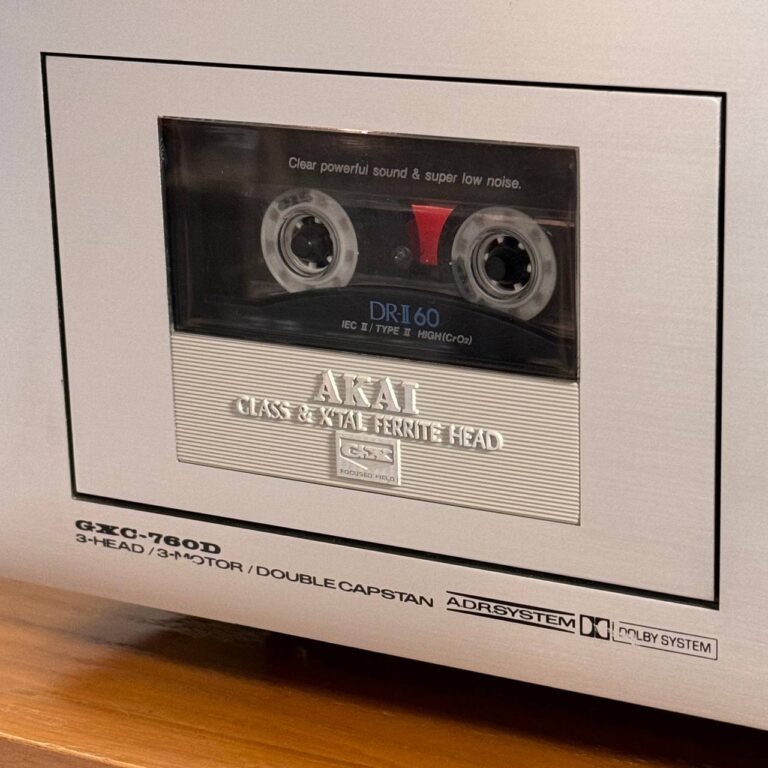 Clear powerful sound & super low noise.
DR-II 60
IEC II / TYPE II HIGH (CrO₂)
AKAI
GLASS & X'TAL FERRITE HEAD
GX
FOCUSED FIELD
GXC-760D
3-HEAD / 3-MOTOR / DOUBLE CAPSTAN A.D.R.SYSTEM DOLBY SYSTEM